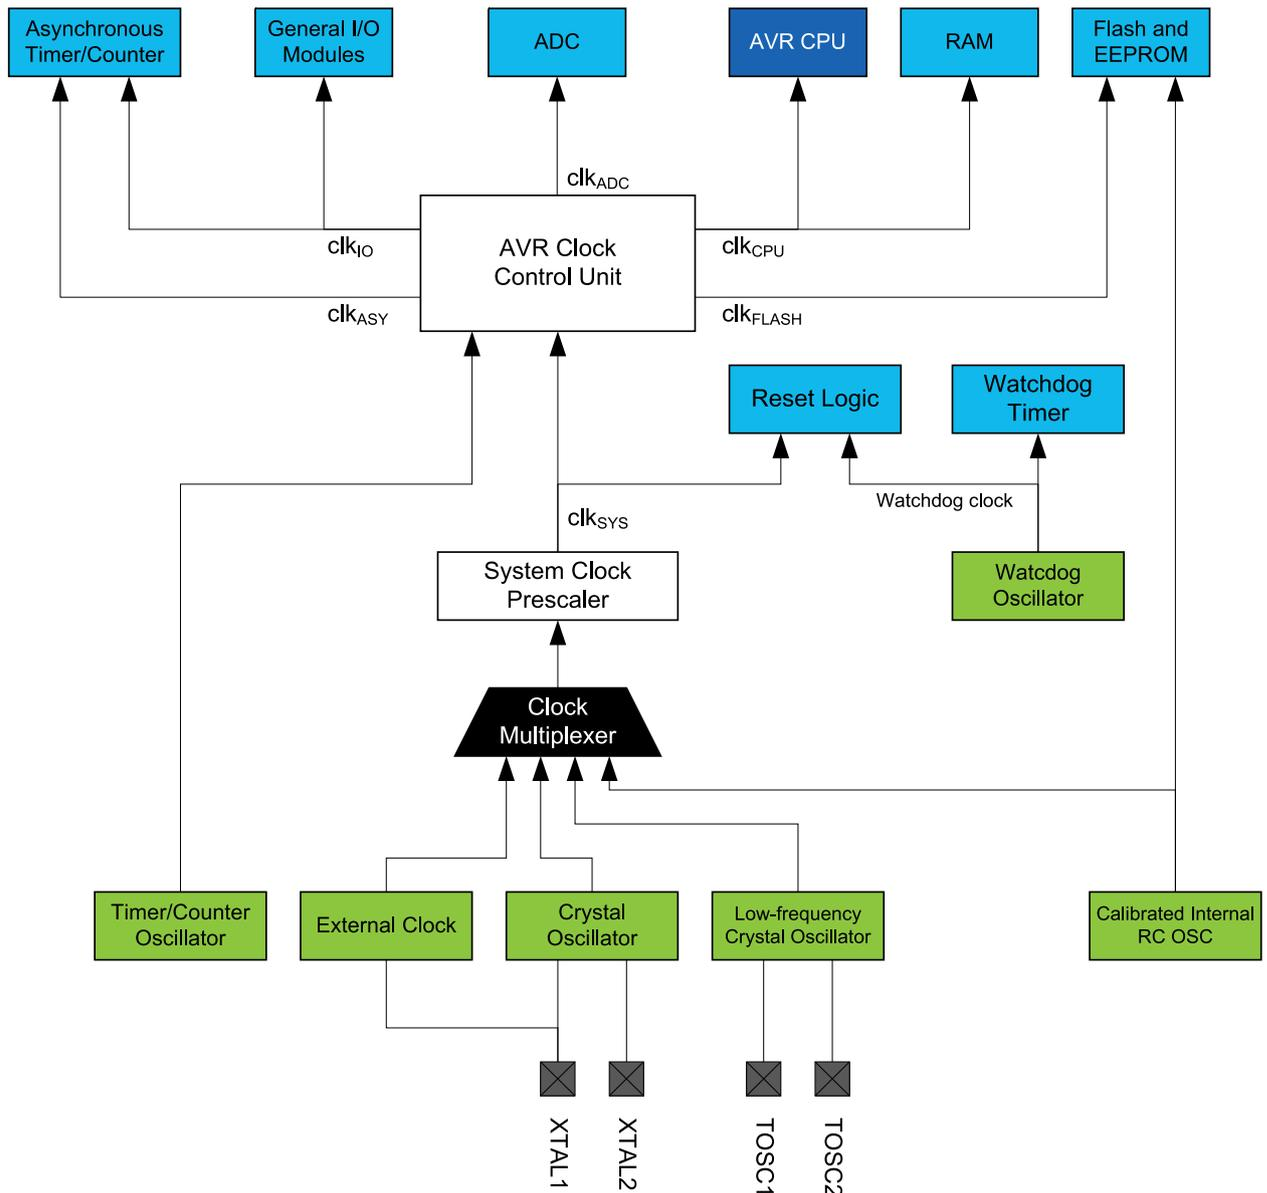 Asynchronous
Timer/Counter
General I/O
Modules
ADC
AVR CPU
RAM
Flash and
EEPROM
clkADC
clkIO
AVR Clock
Control Unit
clkCPU
clkASY
clkFLASH
Reset Logic
Watchdog
Timer
Watchdog clock
clkSYS
System Clock
Prescaler
Watcdog
Oscillator
Clock
Multiplexer
Timer/Counter
Oscillator
External Clock
Crystal
Oscillator
Low-frequency
Crystal Oscillator
Calibrated Internal
RC OSC
XTAL1
XTAL2
TOSC1
TOSC2